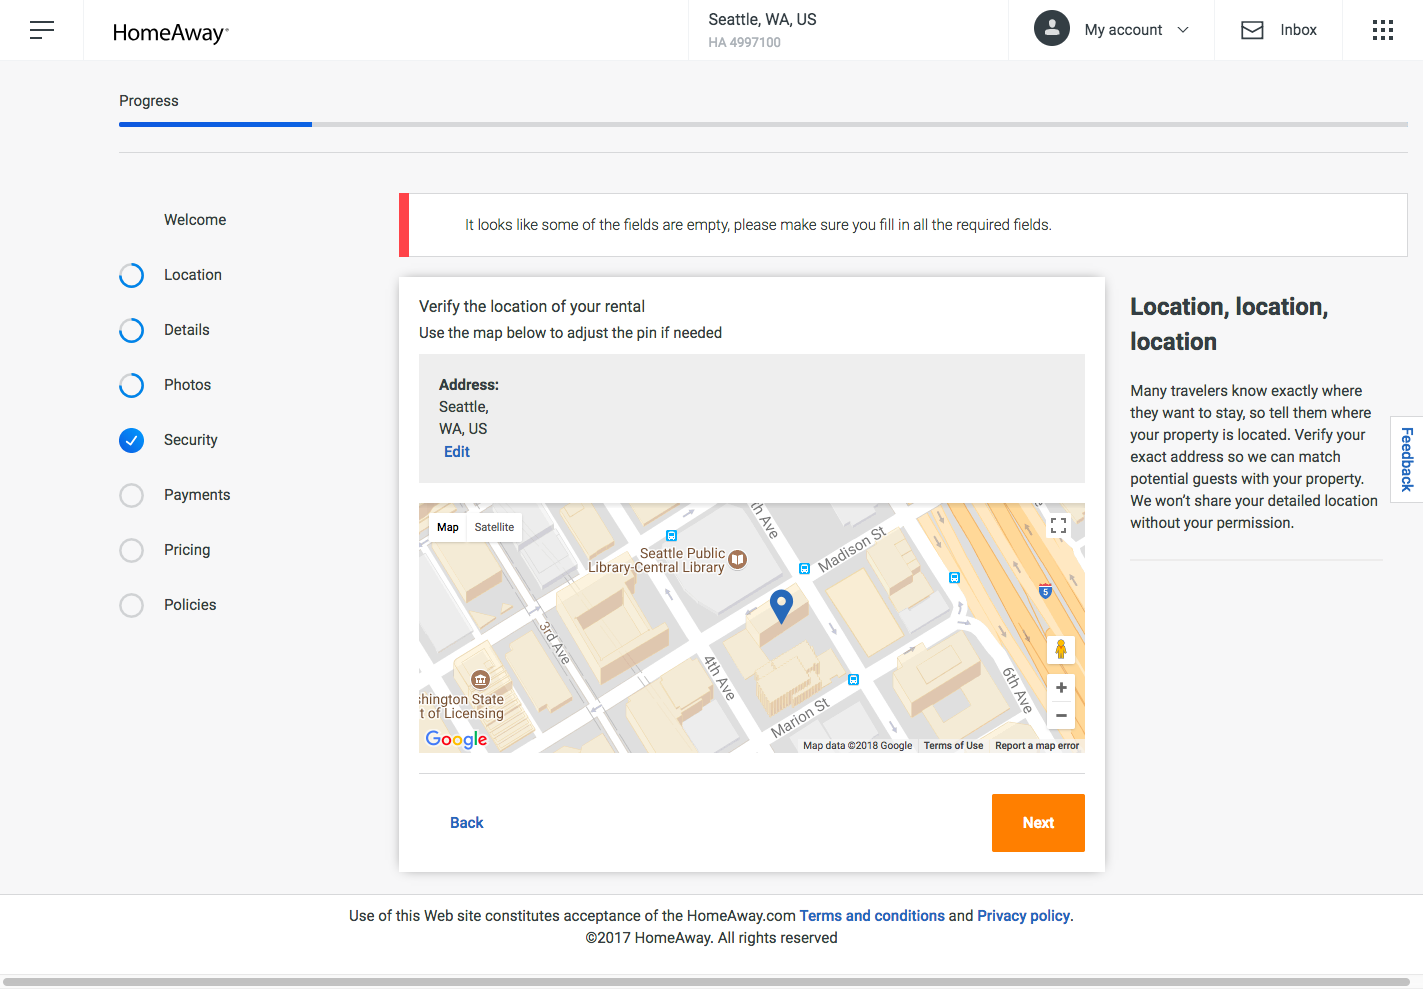 HomeAway
Seattle, WA, US
HA 4997100
My account
Inbox
Progress
Welcome
Location
Details
Photos
Security
Payments
Pricing
Policies
It looks like some of the fields are empty, please make sure you fill in all the required fields.
Verify the location of your rental
Use the map below to adjust the pin if needed
Address:
Seattle,
WA, US
Edit
Map
Satellite
th Ave
Madison St
Seattle Public
Library-Central Library
5
3rd Ave
4th Ave
6th Ave
Marion St
shington State
t of Licensing
Google
Map data ©2018 Google
Terms of Use
Report a map error
Back
Next
Location, location,
location
Many travelers know exactly where
they want to stay, so tell them where
your property is located. Verify your
exact address so we can match
potential guests with your property.
We won't share your detailed location
without your permission.
Feedback
Use of this Web site constitutes acceptance of the HomeAway.com Terms and conditions and Privacy policy.
©2017 HomeAway. All rights reserved